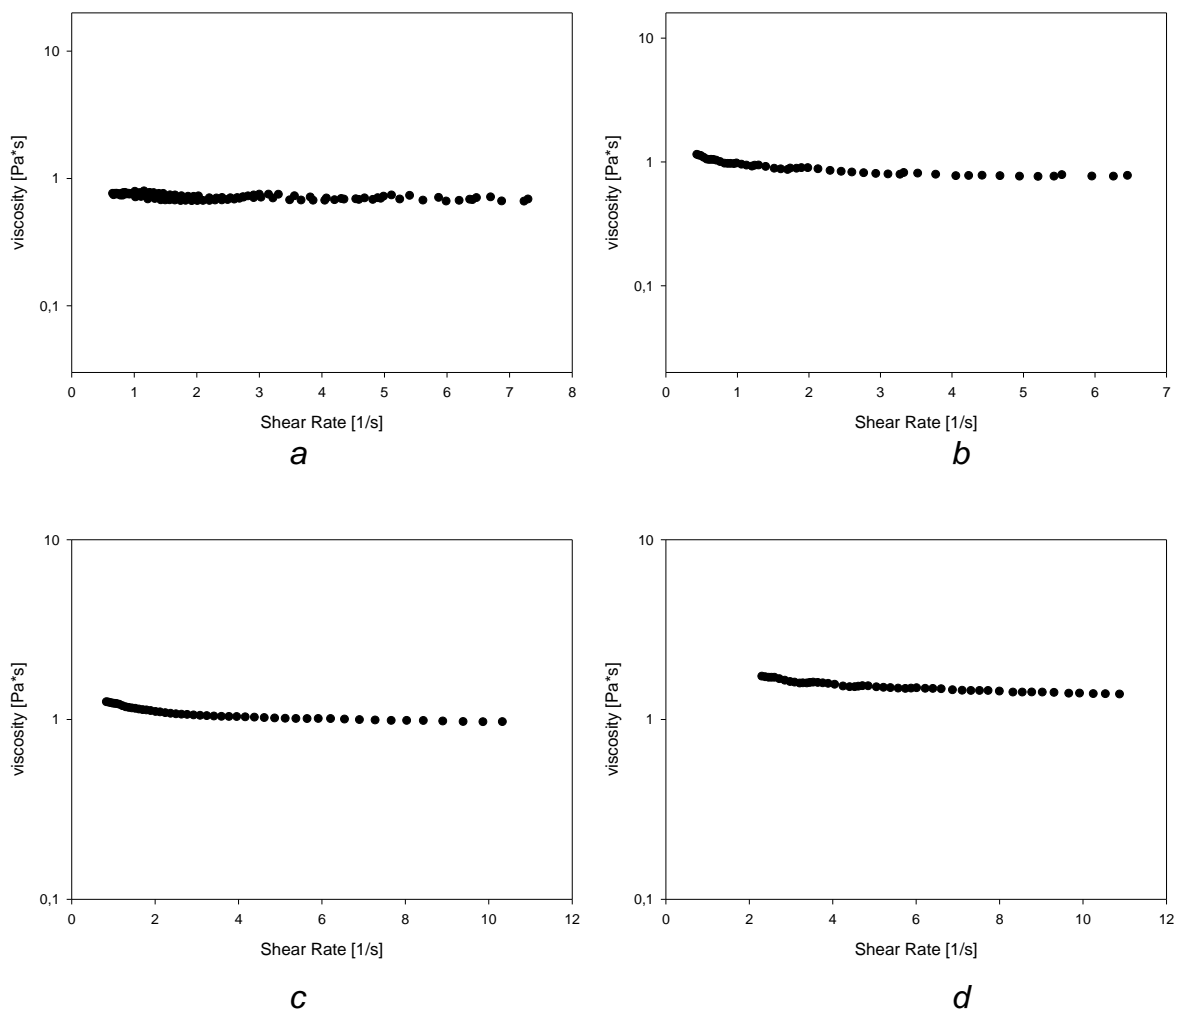 10
1
0,1
viscosity [Pa*s]
0 1 2 3 4 5 6 7 8
Shear Rate [1/s]
a
10
1
0,1
viscosity [Pa*s]
0 1 2 3 4 5 6 7
Shear Rate [1/s]
b
10
1
0,1
viscosity [Pa*s]
0 2 4 6 8 10 12
Shear Rate [1/s]
c
10
1
0,1
viscosity [Pa*s]
0 2 4 6 8 10 12
Shear Rate [1/s]
d